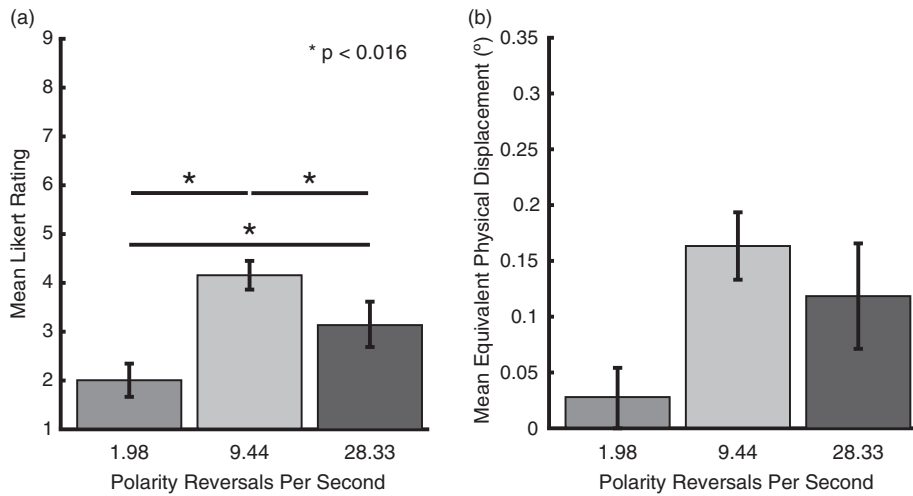 (a)
9
8
7
6
5
4
3
2
1
Mean Likert Rating
* p < 0.016
*
*
*
1.98 9.44 28.33
Polarity Reversals Per Second
(b)
0.35
0.3
0.25
0.2
0.15
0.1
0.05
0
Mean Equivalent Physical Displacement (º)
1.98 9.44 28.33
Polarity Reversals Per Second